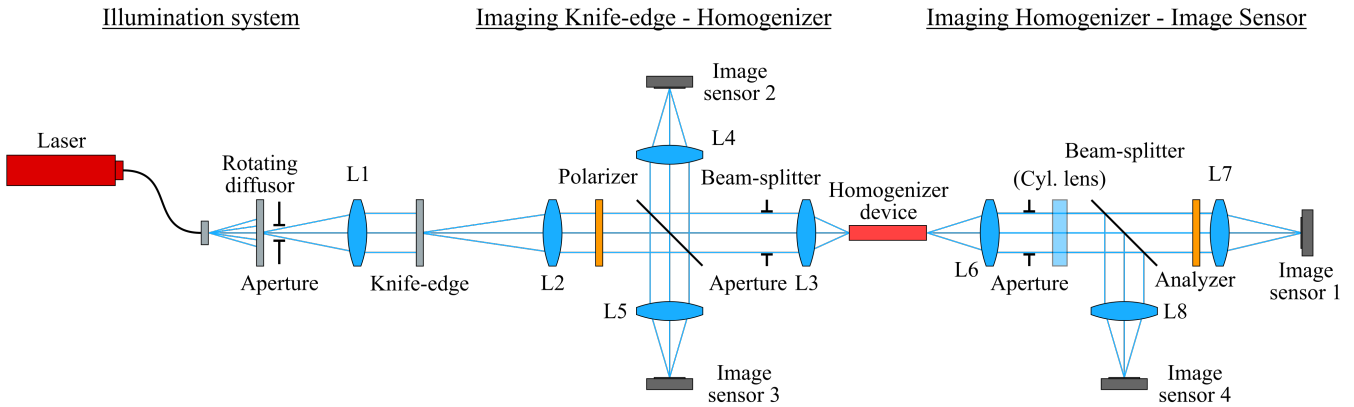 Illumination system
Imaging Knife-edge - Homogenizer
Imaging Homogenizer - Image Sensor
Laser
Rotating
diffusor
L1
Aperture
Knife-edge
L2
Polarizer
Image
sensor 2
L4
Beam-splitter
L5
Image
sensor 3
Aperture
L3
Homogenizer
device
L6
Beam-splitter
(Cyl. lens)
Aperture
L7
Analyzer
L8
Image
sensor 1
Image
sensor 4